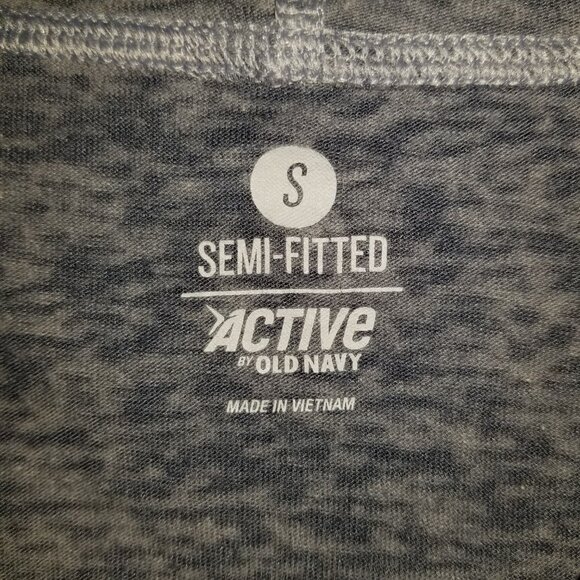 S
SEMI-FITTED
ACTIVE
BY OLD NAVY
MADE IN VIETNAM